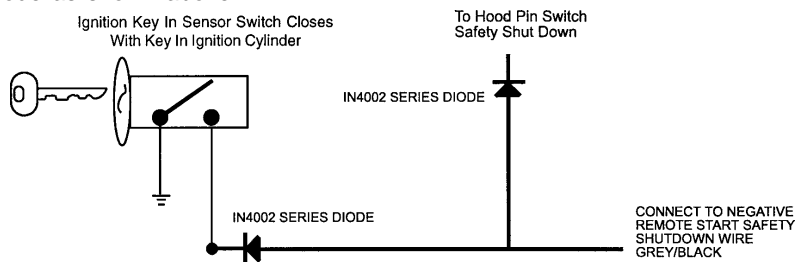 Ignition Key In Sensor Switch Closes
With Key In Ignition Cylinder
To Hood Pin Switch
Safety Shut Down
IN4002 SERIES DIODE
IN4002 SERIES DIODE
CONNECT TO NEGATIVE
REMOTE START SAFETY
SHUTDOWN WIRE
GREY/BLACK